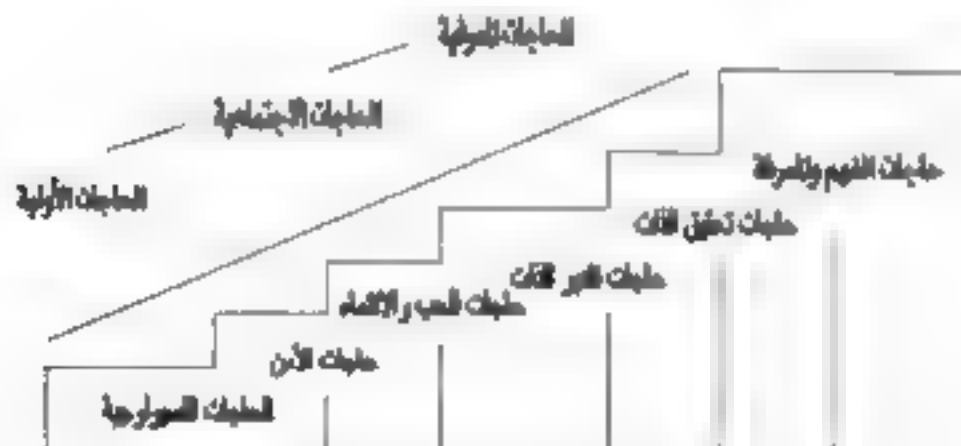 الحاجات المعرفية
الحاجات الاجتماعية
الحاجات الأولية
حاجات الفهم والمعرفة
حاجات تحقيق الذات
حاجات تقدير الذات
حاجات الحب والانتماء
حاجات الأمن
الحاجات الفسيولوجية